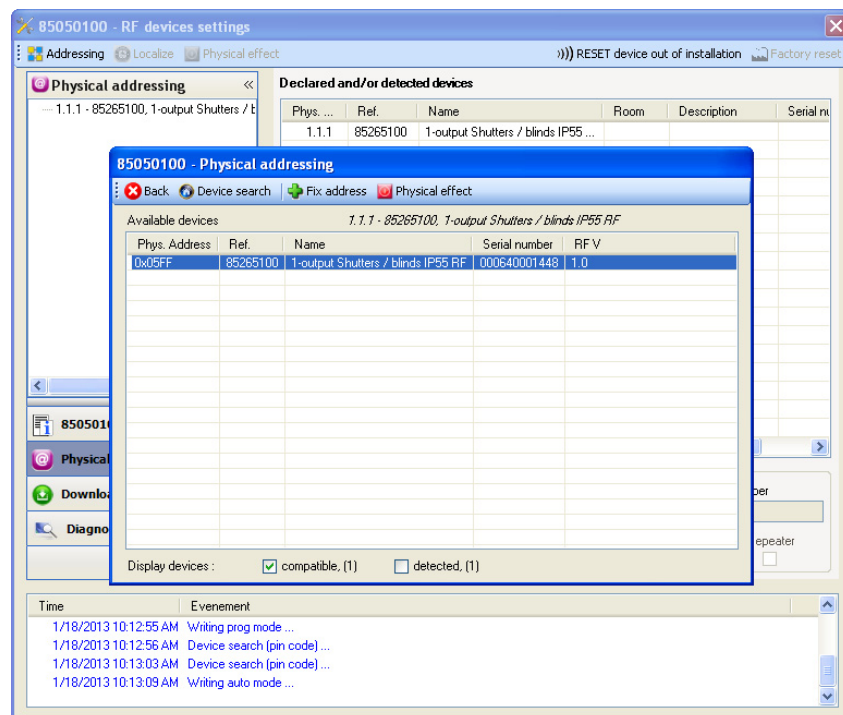 85050100 - RF devices settings
Addressing Localize Physical effect ))) RESET device out of installation Factory reset
Physical addressing «
1.1.1 - 85265100, 1-output Shutters / b
Declared and/or detected devices
Phys. ... Ref. Name Room Description Serial nu
1.1.1 85265100 1-output Shutters / blinds IP55 ...
85050100 - Physical addressing
Back Device search Fix address Physical effect
Available devices 1.1.1 - 85265100, 1-output Shutters / blinds IP55 RF
Phys. Address Ref. Name Serial number RF V
0x05FF 85265100 1-output Shutters / blinds IP55 RF 000640001448 1.0
8505010
Physical
Downloa
Diagno
ber
epeater
Display devices : compatible, (1) detected, (1)
Time Evenement
1/18/2013 10:12:55 AM Writing prog mode ...
1/18/2013 10:12:56 AM Device search (pin code) ...
1/18/2013 10:13:03 AM Device search (pin code) ...
1/18/2013 10:13:09 AM Writing auto mode ...